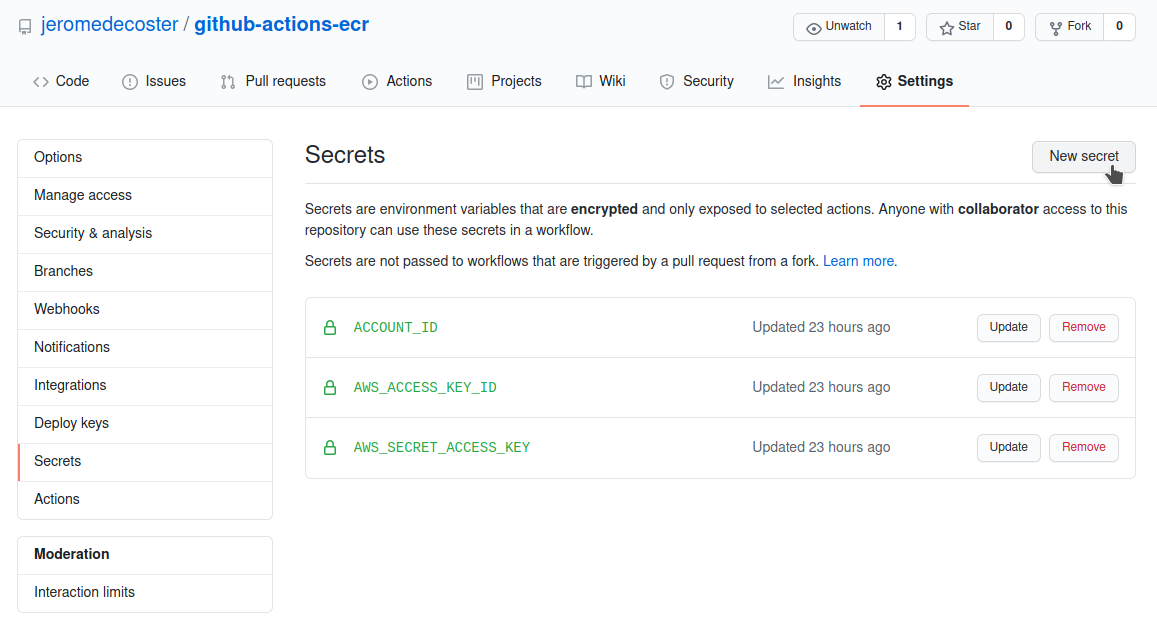 jeromedecoster / github-actions-ecr
Unwatch 1 Star 0 Fork 0
Code Issues Pull requests Actions Projects Wiki Security Insights Settings
Options
Manage access
Security & analysis
Branches
Webhooks
Notifications
Integrations
Deploy keys
Secrets
Actions
Moderation
Interaction limits
Secrets
New secret
Secrets are environment variables that are encrypted and only exposed to selected actions. Anyone with collaborator access to this
repository can use these secrets in a workflow.
Secrets are not passed to workflows that are triggered by a pull request from a fork. Learn more.
ACCOUNT_ID Updated 23 hours ago Update Remove
AWS_ACCESS_KEY_ID Updated 23 hours ago Update Remove
AWS_SECRET_ACCESS_KEY Updated 23 hours ago Update Remove